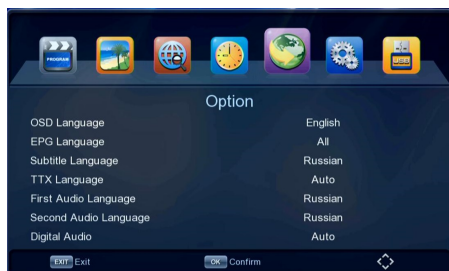 PROGRAM
USB
Option
OSD Language English
EPG Language All
Subtitle Language Russian
TTX Language Auto
First Audio Language Russian
Second Audio Language Russian
Digital Audio Auto
EXIT Exit OK Confirm